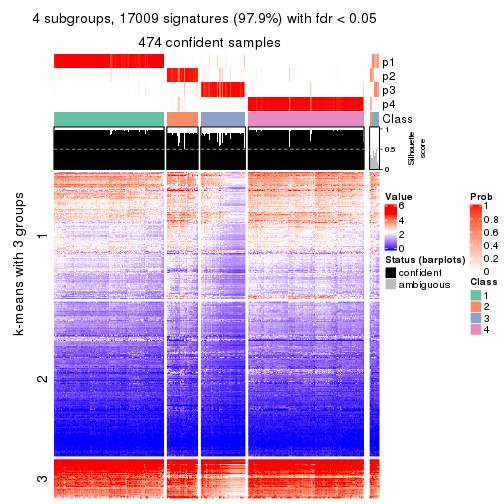 4 subgroups, 17009 signatures (97.9%) with fdr < 0.05
474 confident samples
p1
p2
p3
p4
Class
1
0.5
0
Silhouette
score
k-means with 3 groups
1
2
3
Value
6
4
2
0
Status (barplots)
confident
ambiguous
Prob
1
0.8
0.6
0.4
0.2
0
Class
1
2
3
4